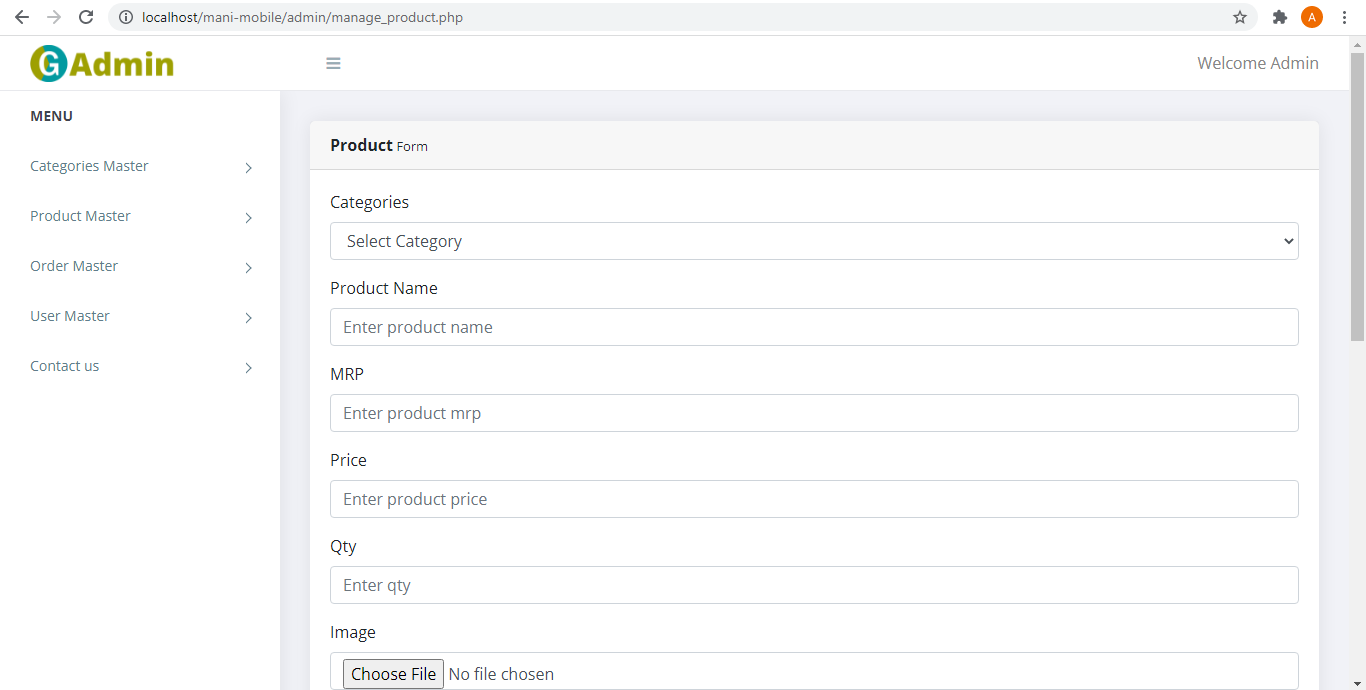 localhost/mani-mobile/admin/manage_product.php
A
G Admin
Welcome Admin
MENU
Categories Master
Product Master
Order Master
User Master
Contact us
Product Form
Categories
Select Category
Product Name
Enter product name
MRP
Enter product mrp
Price
Enter product price
Qty
Enter qty
Image
Choose File No file chosen